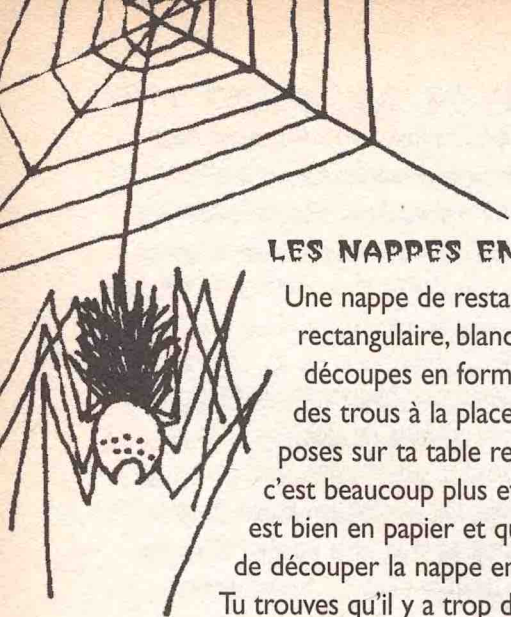 LES NAPPES EN
Une nappe de resta
rectangulaire, blanc
découpes en form
des trous à la place
poses sur ta table re
c'est beaucoup plus e
est bien en papier et qu
de découper la nappe en
Tu trouves qu'il y a trop d